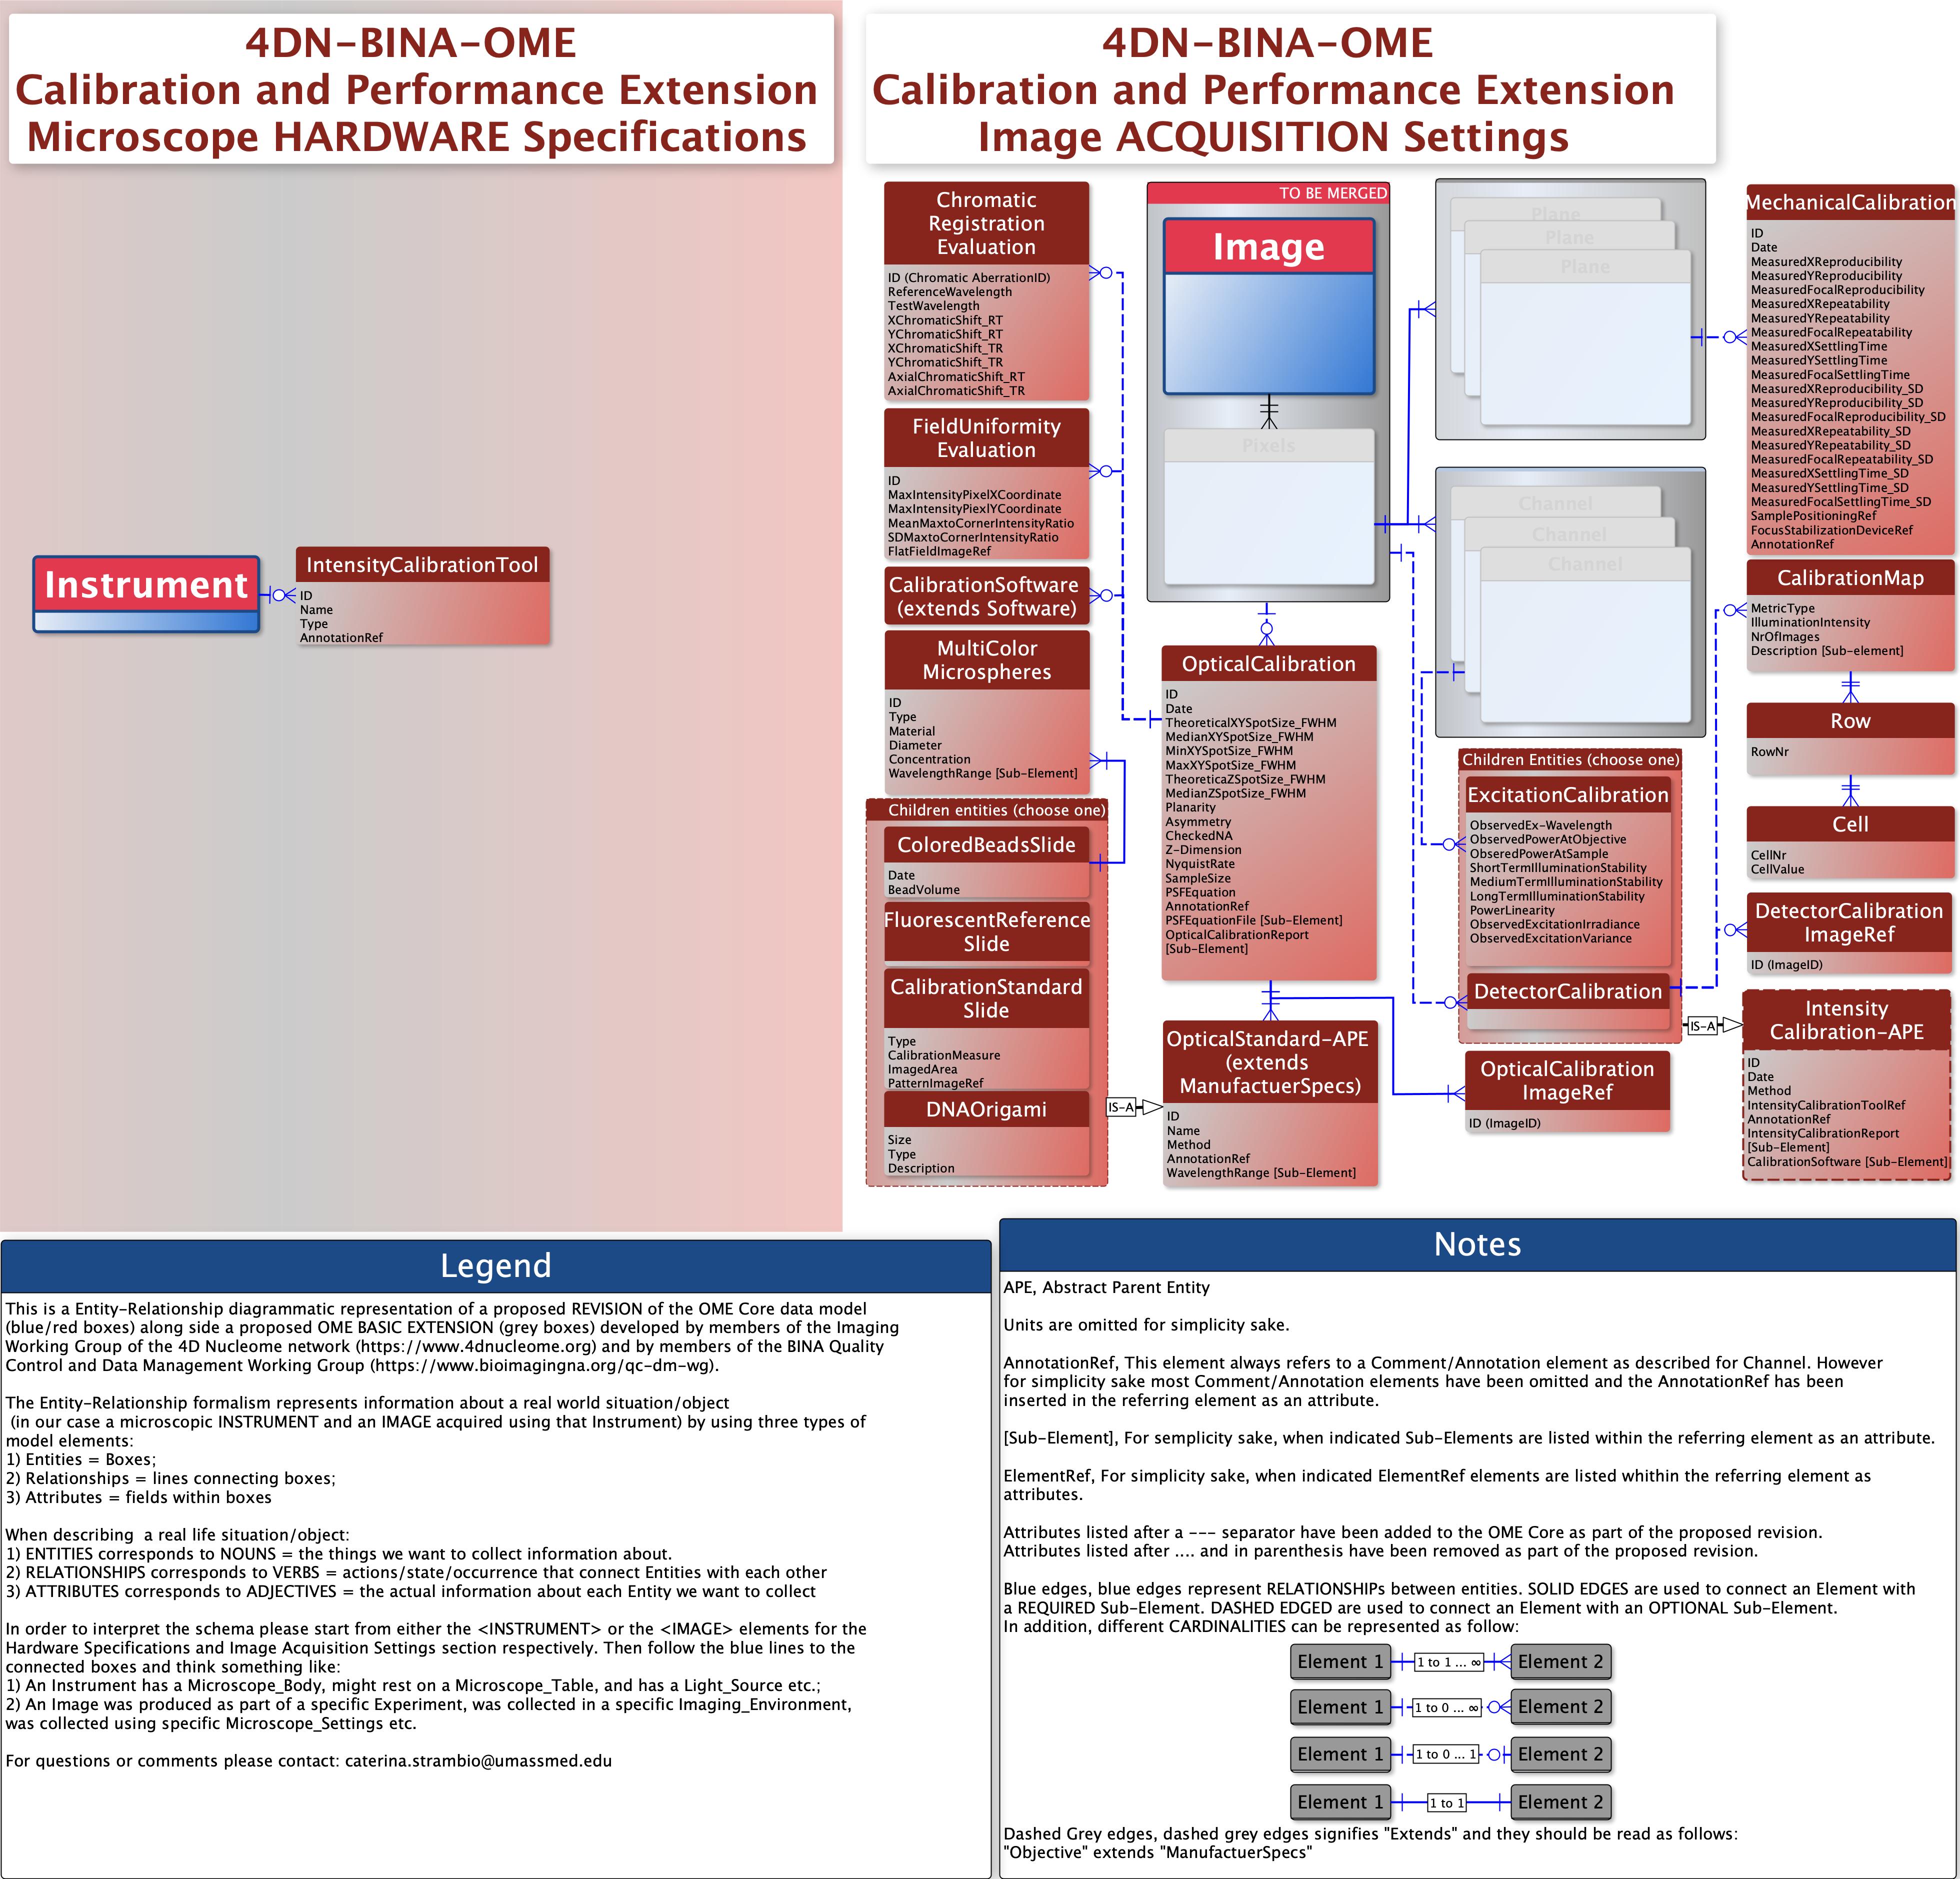 4DN-BINA-OME
Calibration and Performance Extension
Microscope HARDWARE Specifications
Instrument
IntensityCalibrationTool
ID
Name
Type
AnnotationRef
4DN-BINA-OME
Calibration and Performance Extension
Image ACQUISITION Settings
Chromatic
Registration
Evaluation
ID (Chromatic AberrationID)
ReferenceWavelength
TestWavelength
XChromaticShift_RT
YChromaticShift_RT
XChromaticShift_TR
YChromaticShift_TR
AxialChromaticShift_RT
AxialChromaticShift_TR
FieldUniformity
Evaluation
ID
MaxIntensityPixelXCoordinate
MaxIntensityPiexlYCoordinate
MeanMaxtoCornerIntensityRatio
SDMaxtoCornerIntensityRatio
FlatFieldImageRef
CalibrationSoftware
(extends Software)
MultiColor
Microspheres
ID
Type
Material
Diameter
Concentration
WavelengthRange [Sub-Element]
Children entities (choose one)
ColoredBeadsSlide
Date
BeadVolume
FluorescentReference
Slide
CalibrationStandard
Slide
Type
CalibrationMeasure
ImagedArea
PatternImageRef
DNAOrigami
Size
Type
Description
IS-A
TO BE MERGED
Image
Pixels
OpticalCalibration
ID
Date
TheoreticalXYSpotSize_FWHM
MedianXYSpotSize_FWHM
MinXYSpotSize_FWHM
MaxXYSpotSize_FWHM
TheoreticaZSpotSize_FWHM
MedianZSpotSize_FWHM
Planarity
Asymmetry
CheckedNA
Z-Dimension
NyquistRate
SampleSize
PSFEquation
AnnotationRef
PSFEquationFile [Sub-Element]
OpticalCalibrationReport
[Sub-Element]
OpticalStandard-APE
(extends
ManufactuerSpecs)
ID
Name
Method
AnnotationRef
WavelengthRange [Sub-Element]
Plane
Plane
Plane
Channel
Channel
Channel
Children Entities (choose one)
ExcitationCalibration
ObservedEx-Wavelength
ObservedPowerAtObjective
ObseredPowerAtSample
ShortTermIlluminationStability
MediumTermIlluminationStability
LongTermIlluminationStability
PowerLinearity
ObservedExcitationIrradiance
ObservedExcitationVariance
DetectorCalibration
IS-A
OpticalCalibration
ImageRef
ID (ImageID)
MechanicalCalibration
ID
Date
MeasuredXReproducibility
MeasuredYReproducibility
MeasuredFocalReproducibility
MeasuredXRepeatability
MeasuredYRepeatability
MeasuredFocalRepeatability
MeasuredXSettlingTime
MeasuredYSettlingTime
MeasuredFocalSettlingTime
MeasuredXReproducibility_SD
MeasuredYReproducibility_SD
MeasuredFocalReproducibility_SD
MeasuredXRepeatability_SD
MeasuredYRepeatability_SD
MeasuredFocalRepeatability_SD
MeasuredXSettlingTime_SD
MeasuredYSettlingTime_SD
MeasuredFocalSettlingTime_SD
SamplePositioningRef
FocusStabilizationDeviceRef
AnnotationRef
CalibrationMap
MetricType
IlluminationIntensity
NrOfImages
Description [Sub-element]
Row
RowNr
Cell
CellNr
CellValue
DetectorCalibration
ImageRef
ID (ImageID)
Intensity
Calibration-APE
ID
Date
Method
IntensityCalibrationToolRef
AnnotationRef
IntensityCalibrationReport
[Sub-Element]
CalibrationSoftware [Sub-Element]
Legend
This is a Entity-Relationship diagrammatic representation of a proposed REVISION of the OME Core data model
(blue/red boxes) along side a proposed OME BASIC EXTENSION (grey boxes) developed by members of the Imaging
Working Group of the 4D Nucleome network (https://www.4dnucleome.org) and by members of the BINA Quality
Control and Data Management Working Group (https://www.bioimagingna.org/qc-dm-wg).
The Entity-Relationship formalism represents information about a real world situation/object
(in our case a microscopic INSTRUMENT and an IMAGE acquired using that Instrument) by using three types of
model elements:
1) Entities = Boxes;
2) Relationships = lines connecting boxes;
3) Attributes = fields within boxes
When describing a real life situation/object:
1) ENTITIES corresponds to NOUNS = the things we want to collect information about.
2) RELATIONSHIPS corresponds to VERBS = actions/state/occurrence that connect Entities with each other
3) ATTRIBUTES corresponds to ADJECTIVES = the actual information about each Entity we want to collect
In order to interpret the schema please start from either the <INSTRUMENT> or the <IMAGE> elements for the
Hardware Specifications and Image Acquisition Settings section respectively. Then follow the blue lines to the
connected boxes and think something like:
1) An Instrument has a Microscope_Body, might rest on a Microscope_Table, and has a Light_Source etc.;
2) An Image was produced as part of a specific Experiment, was collected in a specific Imaging_Environment,
was collected using specific Microscope_Settings etc.
For questions or comments please contact: caterina.strambio@umassmed.edu
Notes
APE, Abstract Parent Entity
Units are omitted for simplicity sake.
AnnotationRef, This element always refers to a Comment/Annotation element as described for Channel. However
for simplicity sake most Comment/Annotation elements have been omitted and the AnnotationRef has been
inserted in the referring element as an attribute.
[Sub-Element], For semplicity sake, when indicated Sub-Elements are listed within the referring element as an attribute.
ElementRef, For simplicity sake, when indicated ElementRef elements are listed whithin the referring element as
attributes.
Attributes listed after a --- separator have been added to the OME Core as part of the proposed revision.
Attributes listed after .... and in parenthesis have been removed as part of the proposed revision.
Blue edges, blue edges represent RELATIONSHIPs between entities. SOLID EDGES are used to connect an Element with
a REQUIRED Sub-Element. DASHED EDGED are used to connect an Element with an OPTIONAL Sub-Element.
In addition, different CARDINALITIES can be represented as follow:
Element 1 1 to 1 ... ∞ Element 2
Element 1 1 to 0 ... ∞ Element 2
Element 1 1 to 0 ... 1 Element 2
Element 1 1 to 1 Element 2
Dashed Grey edges, dashed grey edges signifies "Extends" and they should be read as follows:
"Objective" extends "ManufactuerSpecs"